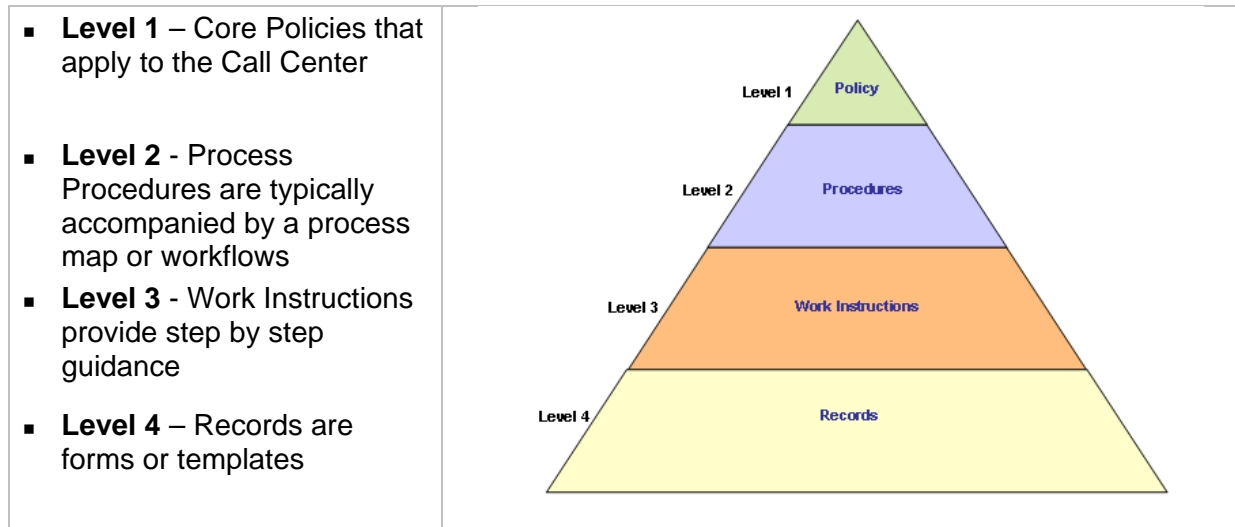 ▪ Level 1 – Core Policies that
apply to the Call Center
▪ Level 2 - Process
Procedures are typically
accompanied by a process
map or workflows
▪ Level 3 - Work Instructions
provide step by step
guidance
▪ Level 4 – Records are
forms or templates
Level 1 Policy
Level 2 Procedures
Level 3 Work Instructions
Level 4 Records